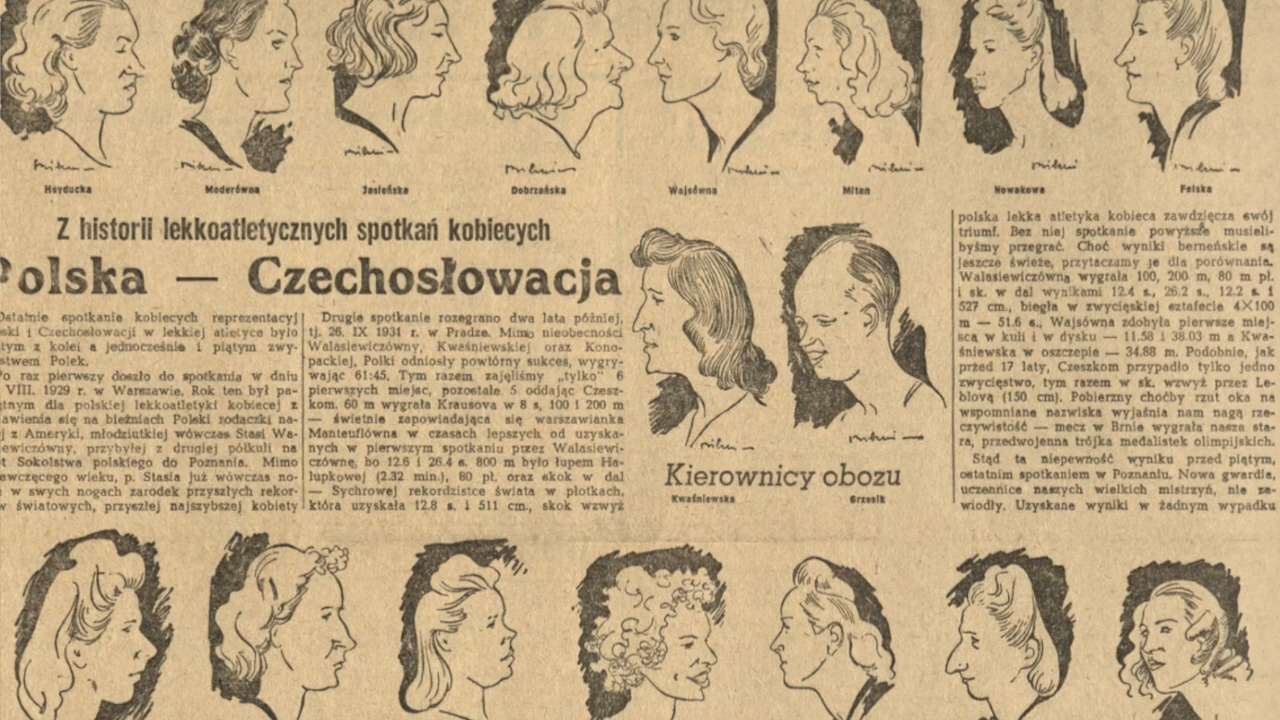 Heyducka
Moderówna
Jasieńska
Dobrzańska
Wajsówna
Mitan
Nowakowa
Felska
Z historii lekkoatletycznych spotkań kobiecych
Polska — Czechosłowacja
Ostatnie spotkanie kobiecych reprezentacyj
ski i Czechosłowacji w lekkiej atletyce było
tym z kolei a jednocześnie i piątym zwy-
stwem Polek.
Po raz pierwszy doszło do spotkania w dniu
VIII. 1929 r. w Warszawie. Rok ten był pa-
ętnym dla polskiej lekkoatletyki kobiecej z
awienia się na bieżniach Polski rodaczki na-
j z Ameryki, młodziutkiej wówczas Stasi Wa-
iewiczówny, przybyłej z drugiej półkuli na
t Sokolstwa polskiego do Poznania. Mimo
ewczęcego wieku, p. Stasia już wówczas no-
w swych nogach zarodek przyszłych rekor-
w światowych, przyszłej najszybszej kobiety
Drugie spotkanie rozegrano dwa lata później,
tj. 26. IX 1931 r. w Pradze. Mimo nieobecności
Walasiewiczówny, Kwaśniewskiej oraz Kono-
packiej, Polki odniosły powtórny sukces, wygry-
wając 61:45. Tym razem zajęliśmy „tylko" 6
pierwszych miejsc, pozostałe 5 oddając Czesz-
kom. 60 m wygrała Krausova w 8 s, 100 i 200 m
— świetnie zapowiadająca się warszawianka
Manteuflówna w czasach lepszych od uzyska-
nych w pierwszym spotkaniu przez Walasiewi-
czównę, bo 12.6 i 26.4 s. 800 m było łupem Ha-
lupkowej (2.32 min.), 80 pł. oraz skok w dal
— Sychrowej rekordzistce świata w płotkach,
która uzyskała 12.8 s. i 511 cm., skok wzwyż
Kierownicy obozu
Kwaśniewska
Grzesik
polska lekka atletyka kobieca zawdzięcza swój
triumf. Bez niej spotkanie powyższe musieli-
byśmy przegrać. Choć wyniki berneńskie są
jeszcze świeże, przytaczamy je dla porównania.
Walasiewiczówna wygrała 100, 200 m, 80 m pł.
i sk. w dal wynikami 12.4 s., 26.2 s., 12.2 s. i
527 cm., biegła w zwycięskiej sztafecie 4×100
m — 51.6 s., Wajsówna zdobyła pierwsze miej-
sca w kuli i w dysku — 11.58 i 38.03 m a Kwa-
śniewska w oszczepie — 34.88 m. Podobnie, jak
przed 17 laty, Czeszkom przypadło tylko jedno
zwycięstwo, tym razem w sk. wzwyż przez Le-
blovą (150 cm). Pobieżny choćby rzut oka na
wspomniane nazwiska wyjaśnia nam nagą rze-
czywistość — mecz w Brnie wygrała nasza sta-
ra, przedwojenna trójka medalistek olimpijskich.
Stąd ta niepewność wyniku przed piątym,
ostatnim spotkaniem w Poznaniu. Nowa gwardia,
uczennice naszych wielkich mistrzyń, nie za-
wiodły. Uzyskane wyniki w żadnym wypadku